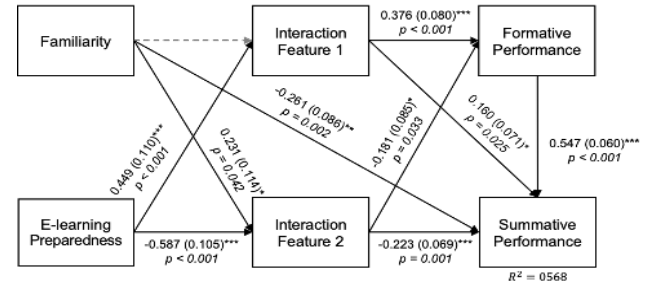 Familiarity
Interaction
Feature 1
0.376 (0.080)***
p < 0.001
Formative
Performance
-0.261 (0.086)**
p = 0.002
-0.181 (0.085)*
p = 0.033
0.160 (0.071)*
p = 0.025
0.449 (0.110)***
p < 0.001
0.231 (0.114)*
p = 0.042
0.547 (0.060)***
p < 0.001
E-learning
Preparedness
-0.587 (0.105)***
p < 0.001
Interaction
Feature 2
-0.223 (0.069)***
p = 0.001
Summative
Performance
R² = 0568